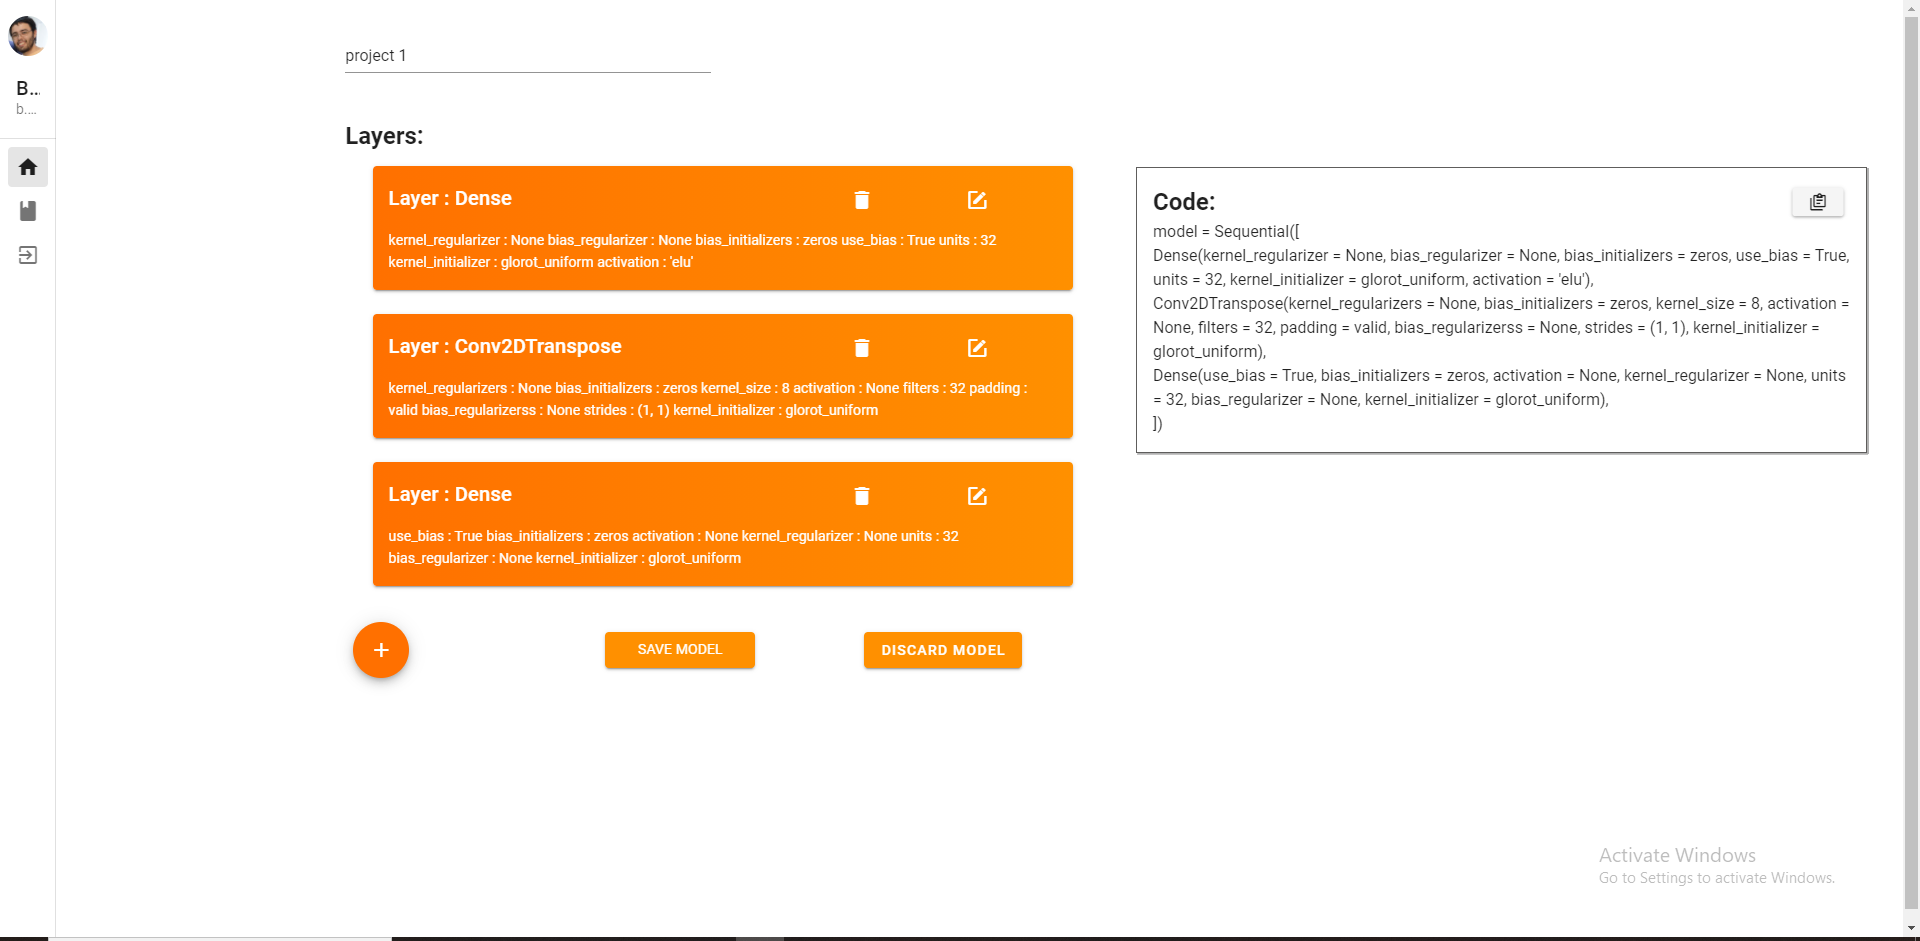 B...
b....
project 1
Layers:
Layer : Dense
kernel_regularizer : None bias_regularizer : None bias_initializers : zeros use_bias : True units : 32
kernel_initializer : glorot_uniform activation : 'elu'
Layer : Conv2DTranspose
kernel_regularizers : None bias_initializers : zeros kernel_size : 8 activation : None filters : 32 padding :
valid bias_regularizerss : None strides : (1, 1) kernel_initializer : glorot_uniform
Layer : Dense
use_bias : True bias_initializers : zeros activation : None kernel_regularizer : None units : 32
bias_regularizer : None kernel_initializer : glorot_uniform
+
SAVE MODEL
DISCARD MODEL
Code:
model = Sequential([
Dense(kernel_regularizer = None, bias_regularizer = None, bias_initializers = zeros, use_bias = True,
units = 32, kernel_initializer = glorot_uniform, activation = 'elu'),
Conv2DTranspose(kernel_regularizers = None, bias_initializers = zeros, kernel_size = 8, activation =
None, filters = 32, padding = valid, bias_regularizerss = None, strides = (1, 1), kernel_initializer =
glorot_uniform),
Dense(use_bias = True, bias_initializers = zeros, activation = None, kernel_regularizer = None, units
= 32, bias_regularizer = None, kernel_initializer = glorot_uniform),
])
Activate Windows
Go to Settings to activate Windows.